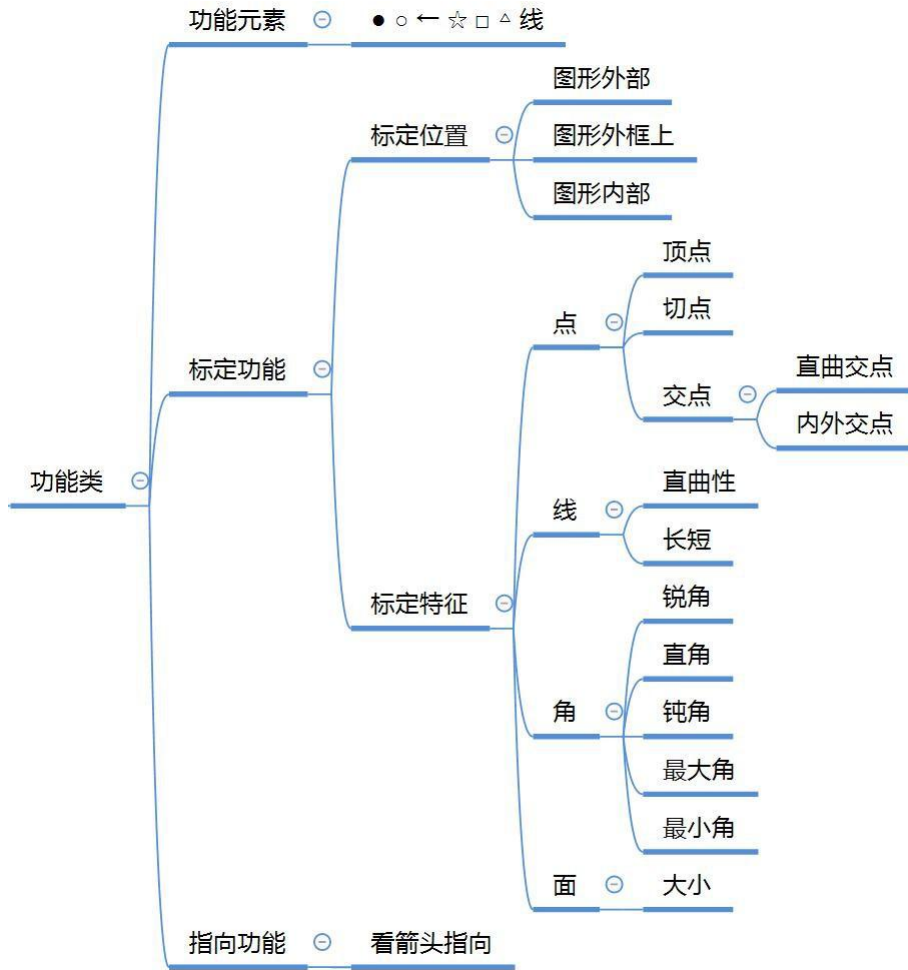 功能类
功能元素
● ○ ← ☆ □ △ 线
标定功能
标定位置
图形外部
图形外框上
图形内部
标定特征
点
顶点
切点
交点
直曲交点
内外交点
线
直曲性
长短
角
锐角
直角
钝角
最大角
最小角
面
大小
指向功能
看箭头指向